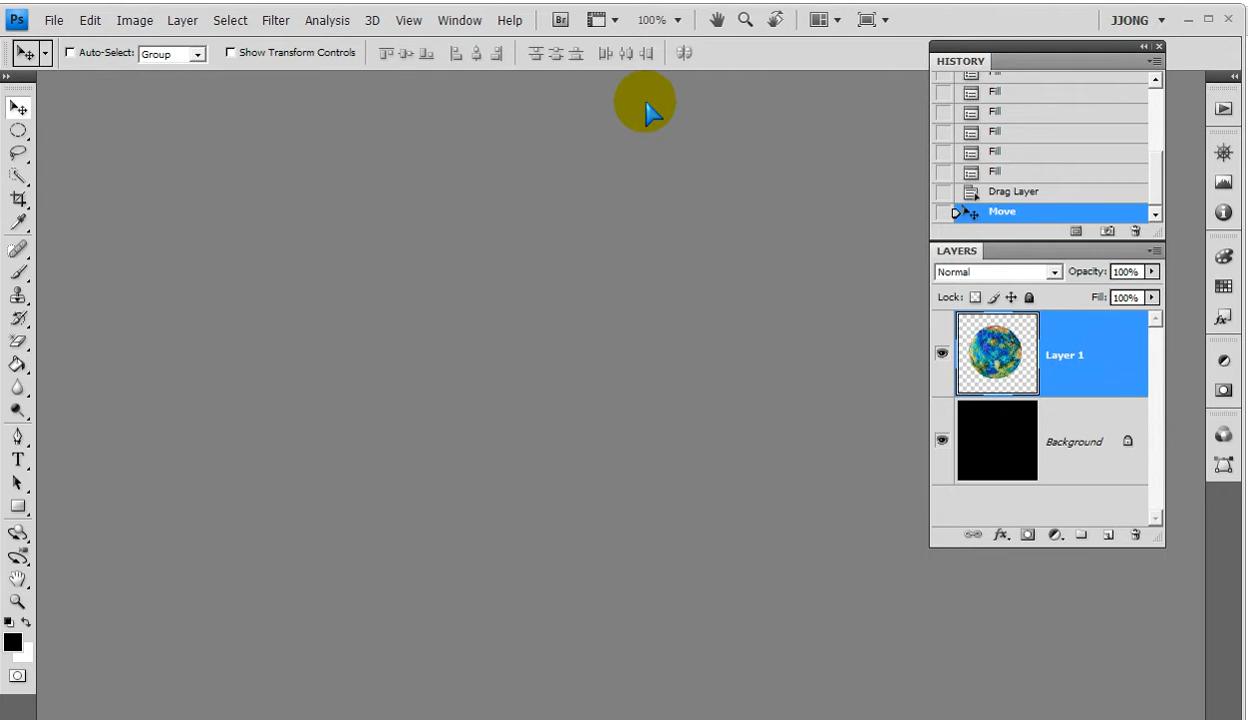 Ps File Edit Image Layer Select Filter Analysis 3D View Window Help Br 100% JJONG
Auto-Select: Group Show Transform Controls
HISTORY
Fill
Fill
Fill
Fill
Fill
Fill
Drag Layer
Move
LAYERS
Normal Opacity: 100%
Lock: Fill: 100%
Layer 1
Background